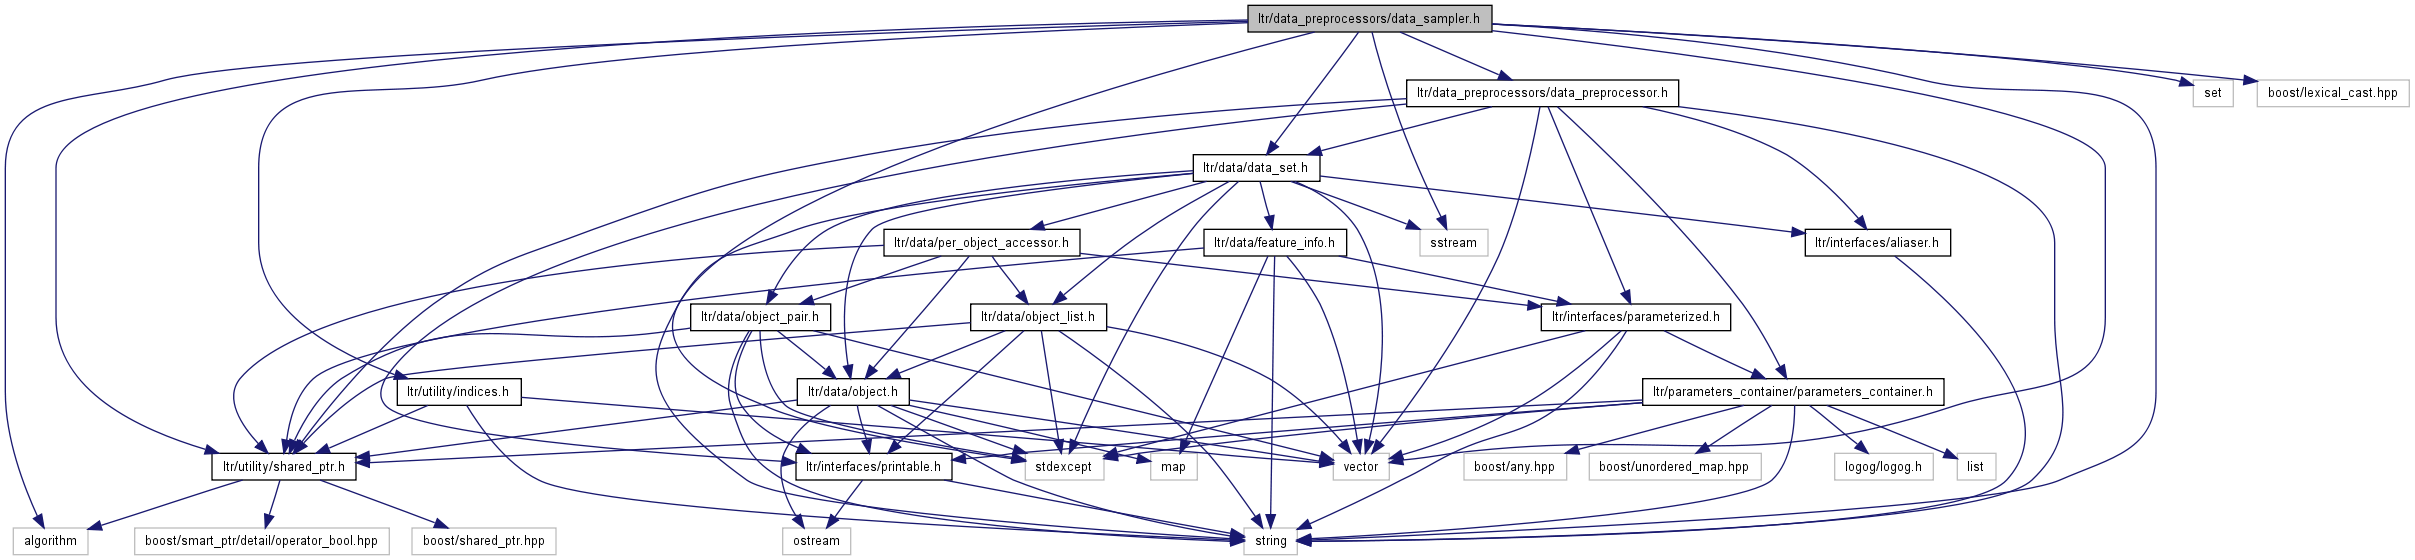 ltr/data_preprocessors/data_sampler.h
ltr/data_preprocessors/data_preprocessor.h
set
boost/lexical_cast.hpp
ltr/data/data_set.h
ltr/data/per_object_accessor.h
ltr/data/feature_info.h
sstream
ltr/interfaces/aliaser.h
ltr/data/object_pair.h
ltr/data/object_list.h
ltr/interfaces/parameterized.h
ltr/utility/indices.h
ltr/data/object.h
ltr/parameters_container/parameters_container.h
ltr/utility/shared_ptr.h
ltr/interfaces/printable.h
stdexcept
map
vector
boost/any.hpp
boost/unordered_map.hpp
logog/logog.h
list
algorithm
boost/smart_ptr/detail/operator_bool.hpp
boost/shared_ptr.hpp
ostream
string